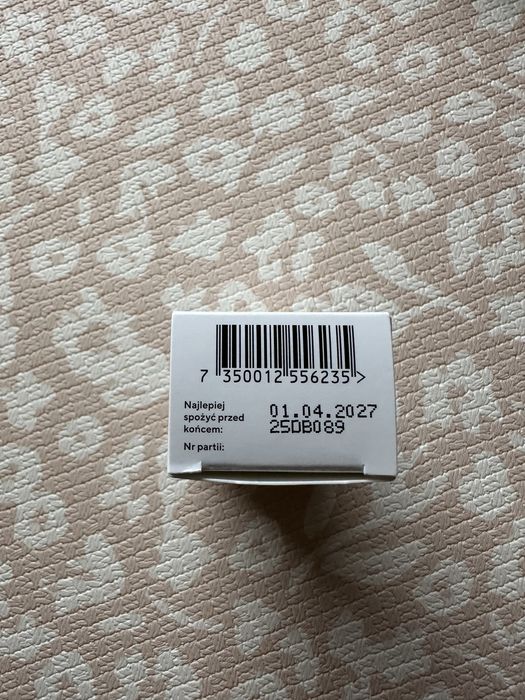 7 350012 556235 >
Najlepiej
spożyć przed
końcem:
01.04.2027
25DB089
Nr partii: